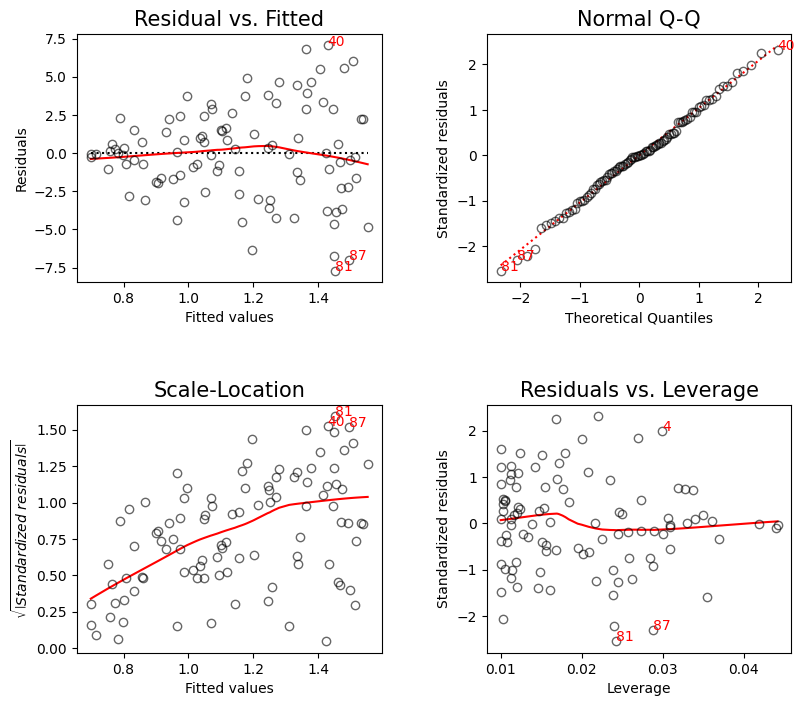 Residual vs. Fitted
Residuals
7.5
5.0
2.5
0.0
−2.5
−5.0
−7.5
40
87
81
0.8 1.0 1.2 1.4
Fitted values
Normal Q-Q
Standardized residuals
2
1
0
−1
−2
40
87
81
−2 −1 0 1 2
Theoretical Quantiles
Scale-Location
√|Standardized residuals|
1.50
1.25
1.00
0.75
0.50
0.25
0.00
81
40
87
0.8 1.0 1.2 1.4
Fitted values
Residuals vs. Leverage
Standardized residuals
2
1
0
−1
−2
4
87
81
0.01 0.02 0.03 0.04
Leverage